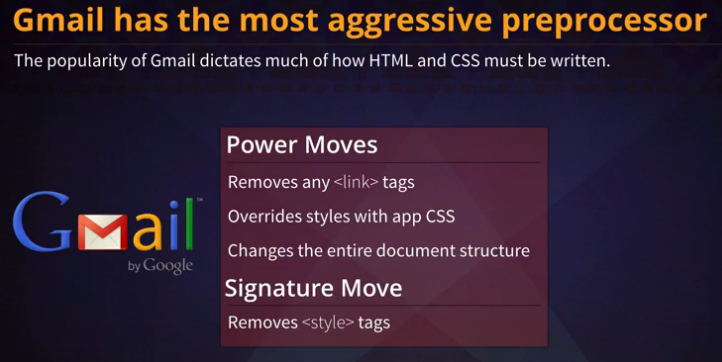 Gmail has the most aggressive preprocessor
The popularity of Gmail dictates much of how HTML and CSS must be written.
Power Moves
Removes any <link> tags
Overrides styles with app CSS
Changes the entire document structure
Signature Move
Removes <style> tags
Gmail™
by Google